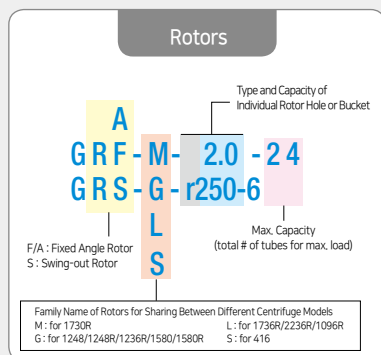 Rotors
Type and Capacity of
Individual Rotor Hole or Bucket
A
GRF-M-2.0-24
GRS-G-r250-6
L
S
F/A : Fixed Angle Rotor
S : Swing-out Rotor
Max. Capacity
(total # of tubes for max. load)
Family Name of Rotors for Sharing Between Different Centrifuge Models
M : for 1730R L : for 1736R/2236R/1096R
G : for 1248/1248R/1236R/1580/1580R S : for 416